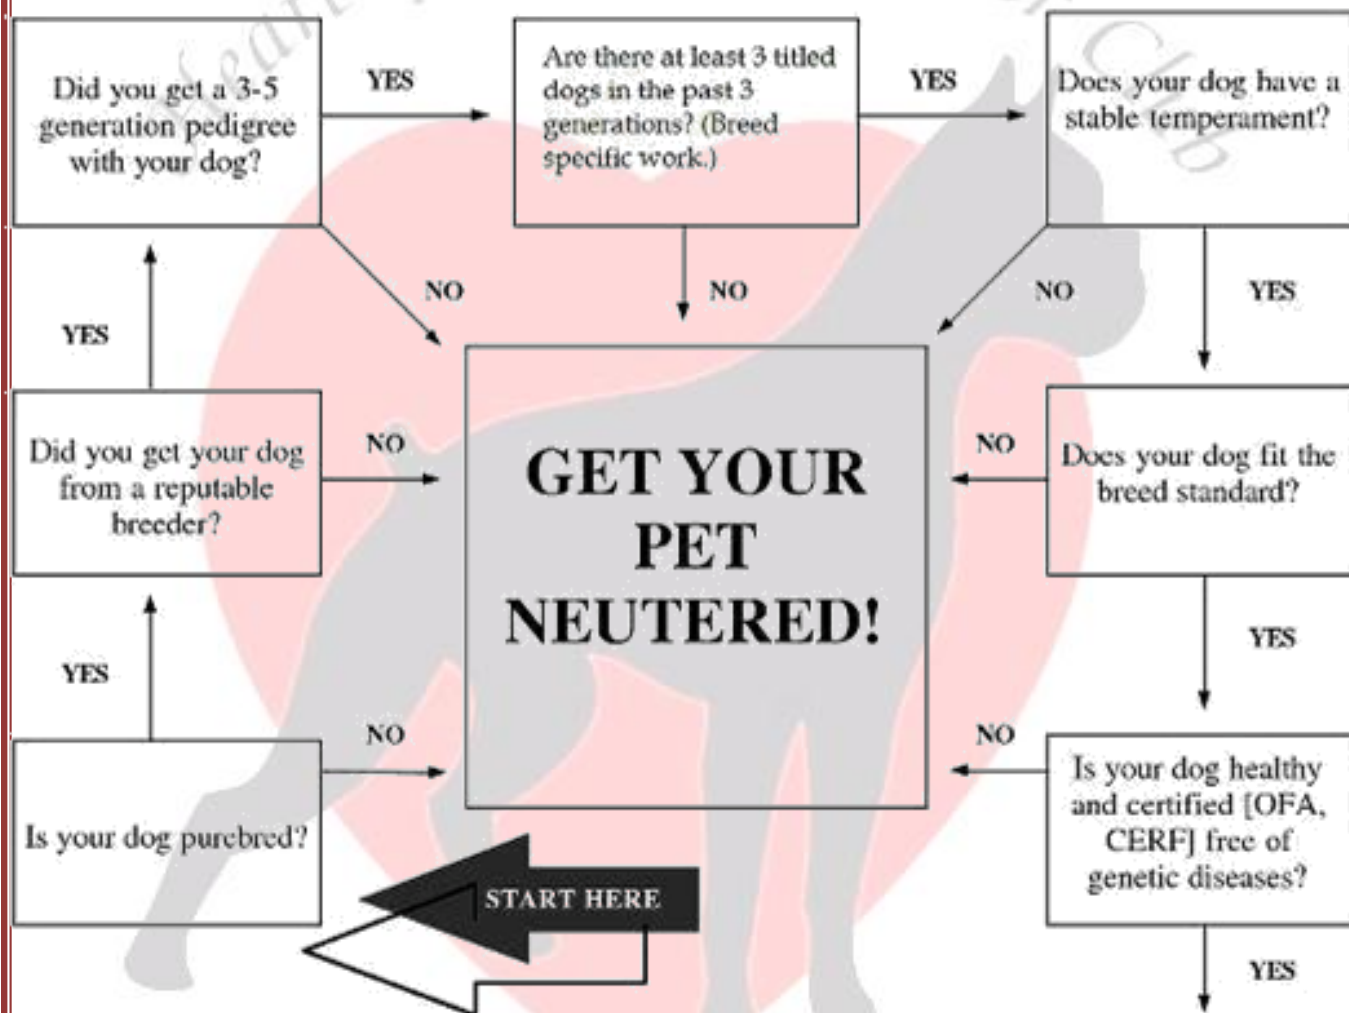 Hear
Club
Did you get a 3-5
generation pedigree
with your dog?
YES
Are there at least 3 titled
dogs in the past 3
generations? (Breed
specific work.)
YES
Does your dog have a
stable temperament?
NO
NO
NO
YES
YES
Did you get your dog
from a reputable
breeder?
NO
GET YOUR
PET
NEUTERED!
NO
Does your dog fit the
breed standard?
YES
YES
Is your dog purebred?
NO
NO
Is your dog healthy
and certified [OFA,
CERF] free of
genetic diseases?
START HERE
YES